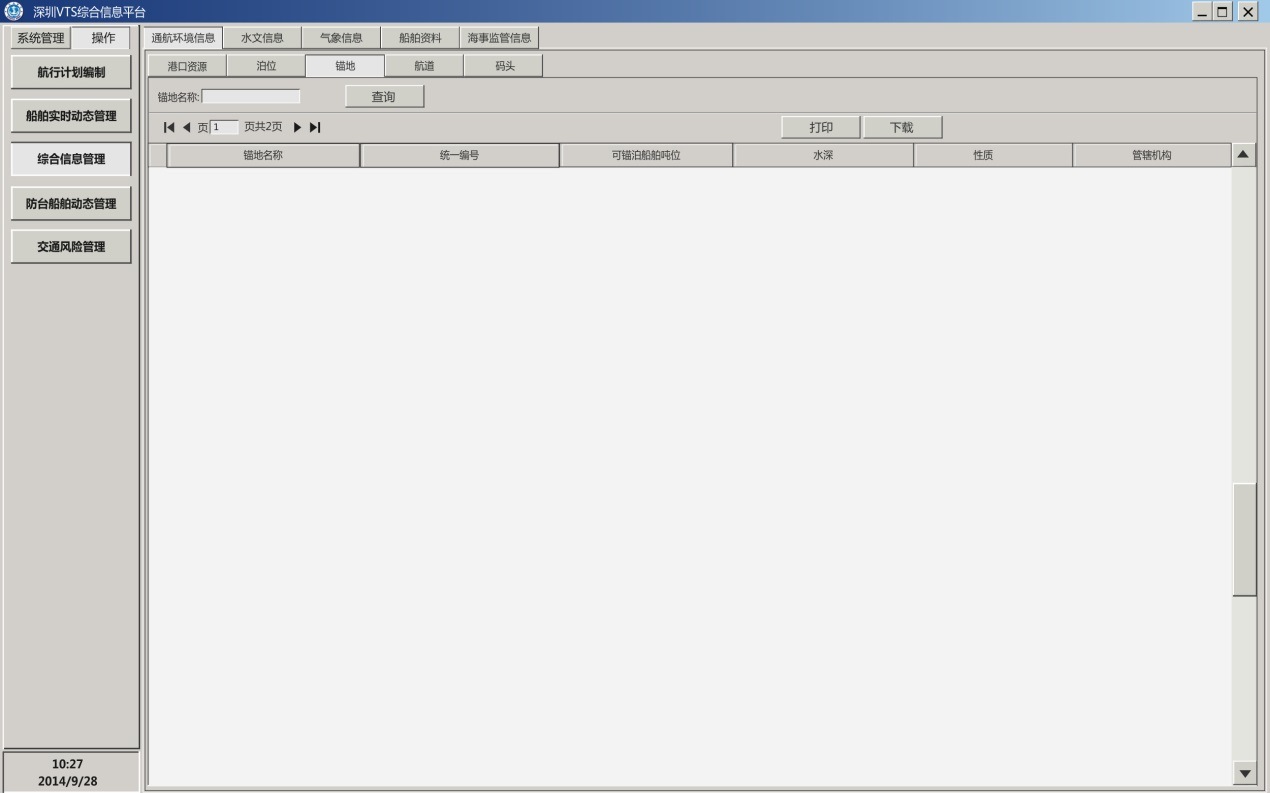 深圳VTS综合信息平台
系统管理 操作
通航环境信息 水文信息 气象信息 船舶资料 海事监管信息
港口资源 泊位 锚地 航道 码头
航行计划编制
船舶实时动态管理
综合信息管理
防台船舶动态管理
交通风险管理
锚地名称: 查询
页 1 页共2页 打印 下载
锚地名称 统一编号 可锚泊船舶吨位 水深 性质 管辖机构
10:27
2014/9/28